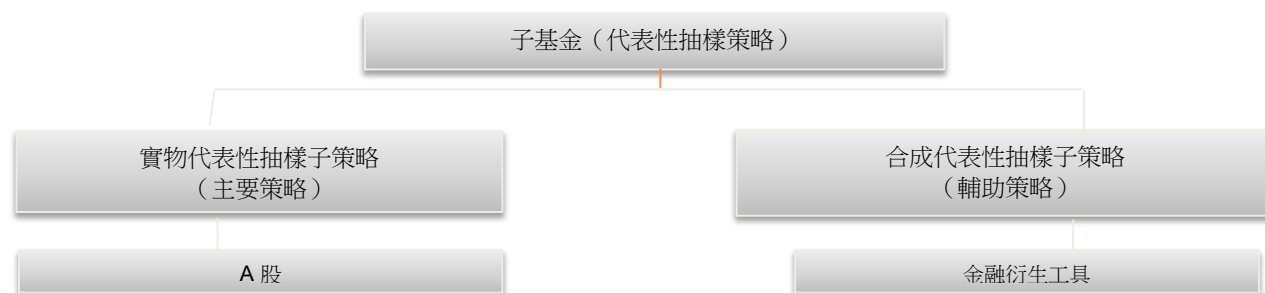 子基金（代表性抽樣策略）
實物代表性抽樣子策略
（主要策略）
合成代表性抽樣子策略
（輔助策略）
A 股
金融衍生工具